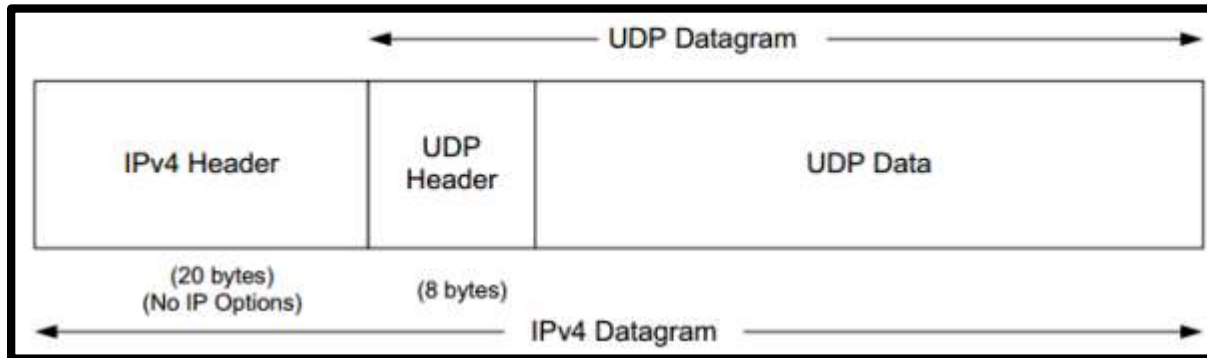 UDP Datagram
IPv4 Header
UDP
Header
UDP Data
(20 bytes)
(No IP Options)
(8 bytes)
IPv4 Datagram